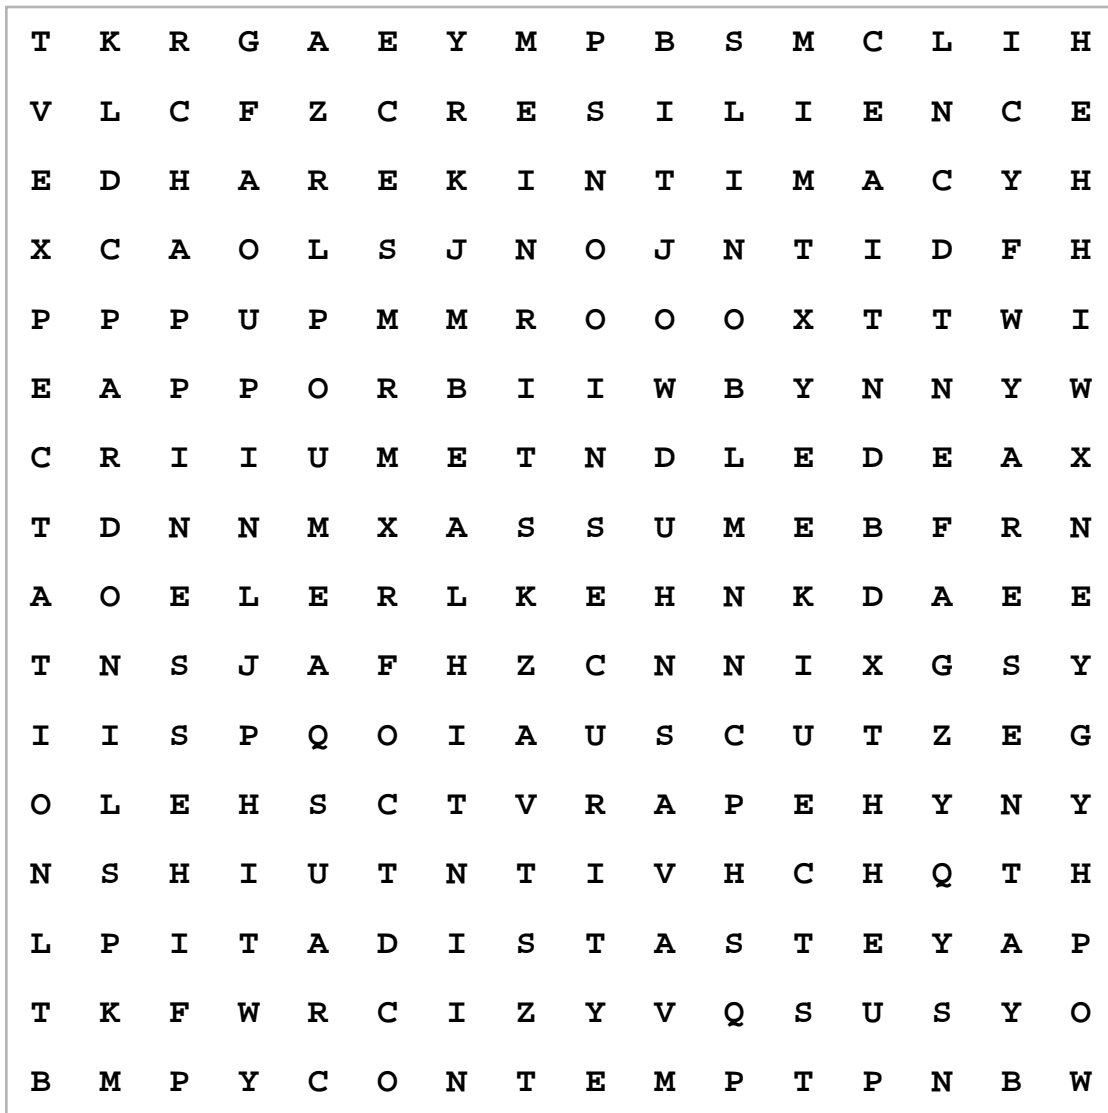 T K R G A E Y M P B S M C L I H
V L C F Z C R E S I L I E N C E
E D H A R E K I N T I M A C Y H
X C A O L S J N O J N T I D F H
P P P U P M M R O O O X T T W I
E A P P O R B I I W B Y N N Y W
C R I I U M E T N D L E D E A X
T D N N M X A S S U M E B F R N
A O E L E R L K E H N K D A E E
T N S J A F H Z C N N I X G S Y
I I S P Q O I A U S C U T Z E G
O L E H S C T V R A P E H Y N Y
N S H I U T N T I V H C H Q T H
L P I T A D I S T A S T E Y A P
T K F W R C I Z Y V Q S U S Y O
B M P Y C O N T E M P T P N B W